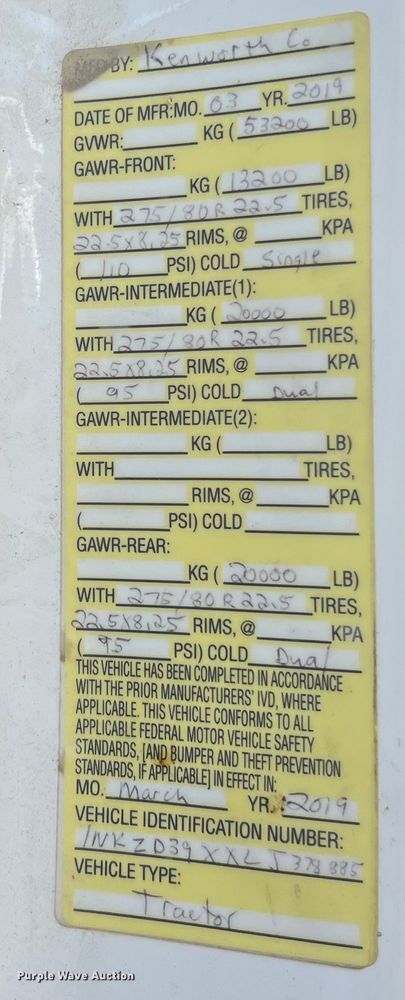 MFD BY: Kenworth Co
DATE OF MFR:MO. 03 YR. 2019
GVWR: KG ( 53200 LB)
GAWR-FRONT:
KG ( 13200 LB)
WITH 275/80R 22.5 TIRES,
22.5x8.25 RIMS, @ KPA
( 110 PSI) COLD Single
GAWR-INTERMEDIATE(1):
KG ( 20000 LB)
WITH 275/80R 22.5 TIRES,
22.5x8.25 RIMS, @ KPA
( 95 PSI) COLD Dual
GAWR-INTERMEDIATE(2):
KG ( LB)
WITH TIRES,
RIMS, @ KPA
( PSI) COLD
GAWR-REAR:
KG ( 20000 LB)
WITH 275/80R22.5 TIRES,
22.5x8.25 RIMS, @ KPA
( 95 PSI) COLD Dual
THIS VEHICLE HAS BEEN COMPLETED IN ACCORDANCE
WITH THE PRIOR MANUFACTURERS' IVD, WHERE
APPLICABLE. THIS VEHICLE CONFORMS TO ALL
APPLICABLE FEDERAL MOTOR VEHICLE SAFETY
STANDARDS, [AND BUMPER AND THEFT PREVENTION
STANDARDS, IF APPLICABLE] IN EFFECT IN:
MO. March YR. 2019
VEHICLE IDENTIFICATION NUMBER:
1NKZD39XXLJ378885
VEHICLE TYPE:
Tractor
Purple Wave Auction